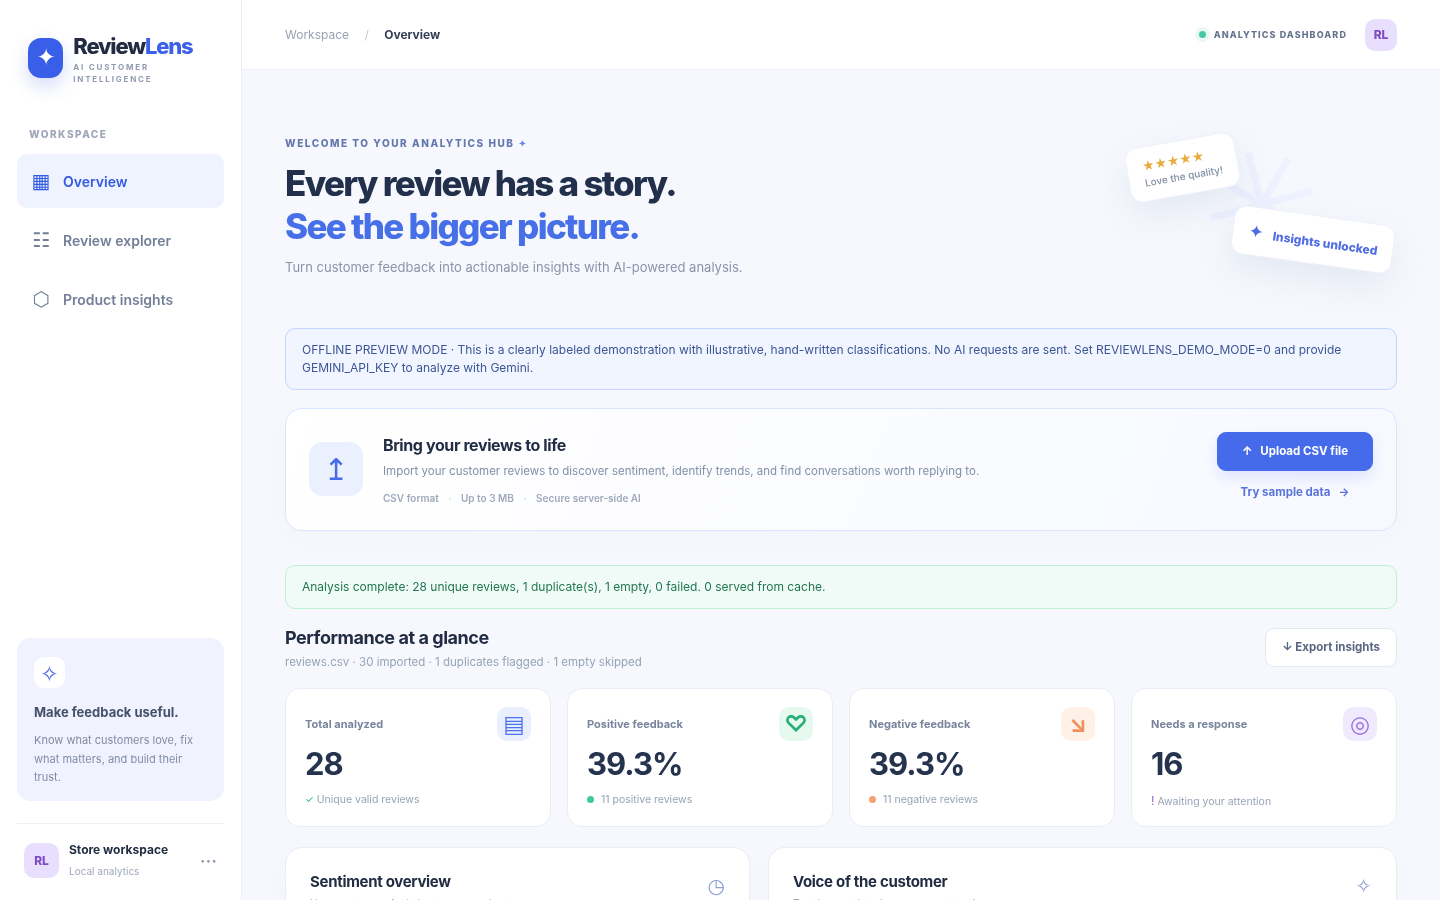 ReviewLens
AI CUSTOMER
INTELLIGENCE
WORKSPACE
Overview
Review explorer
Product insights
Make feedback useful.
Know what customers love, fix
what matters, and build their
trust.
RL
Store workspace
Local analytics
Workspace / Overview
ANALYTICS DASHBOARD
RL
WELCOME TO YOUR ANALYTICS HUB
Every review has a story.
See the bigger picture.
Turn customer feedback into actionable insights with AI-powered analysis.
★★★★★
Love the quality!
Insights unlocked
OFFLINE PREVIEW MODE · This is a clearly labeled demonstration with illustrative, hand-written classifications. No AI requests are sent. Set REVIEWLENS_DEMO_MODE=0 and provide
GEMINI_API_KEY to analyze with Gemini.
Bring your reviews to life
Import your customer reviews to discover sentiment, identify trends, and find conversations worth replying to.
CSV format · Up to 3 MB · Secure server-side AI
↑ Upload CSV file
Try sample data →
Analysis complete: 28 unique reviews, 1 duplicate(s), 1 empty, 0 failed. 0 served from cache.
Performance at a glance
reviews.csv · 30 imported · 1 duplicates flagged · 1 empty skipped
↓ Export insights
Total analyzed
28
✓ Unique valid reviews
Positive feedback
39.3%
11 positive reviews
Negative feedback
39.3%
11 negative reviews
Needs a response
16
! Awaiting your attention
Sentiment overview
Voice of the customer